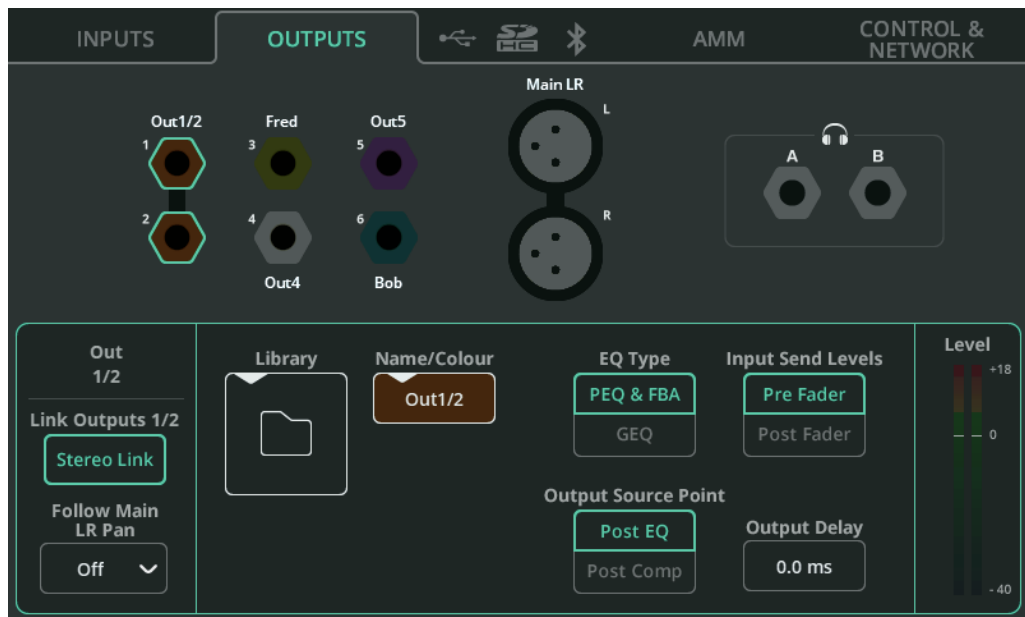 INPUTS
OUTPUTS
SD
HC
AMM
CONTROL &
NETWORK
Main LR
L
Out1/2
Fred
Out5
1
3
5
A
B
2
4
6
R
Out4
Bob
Out
1/2
Link Outputs 1/2
Stereo Link
Follow Main
LR Pan
Off
Library
Name/Colour
Out1/2
EQ Type
PEQ & FBA
GEQ
Input Send Levels
Pre Fader
Post Fader
Output Source Point
Post EQ
Post Comp
Output Delay
0.0 ms
Level
+18
0
- 40